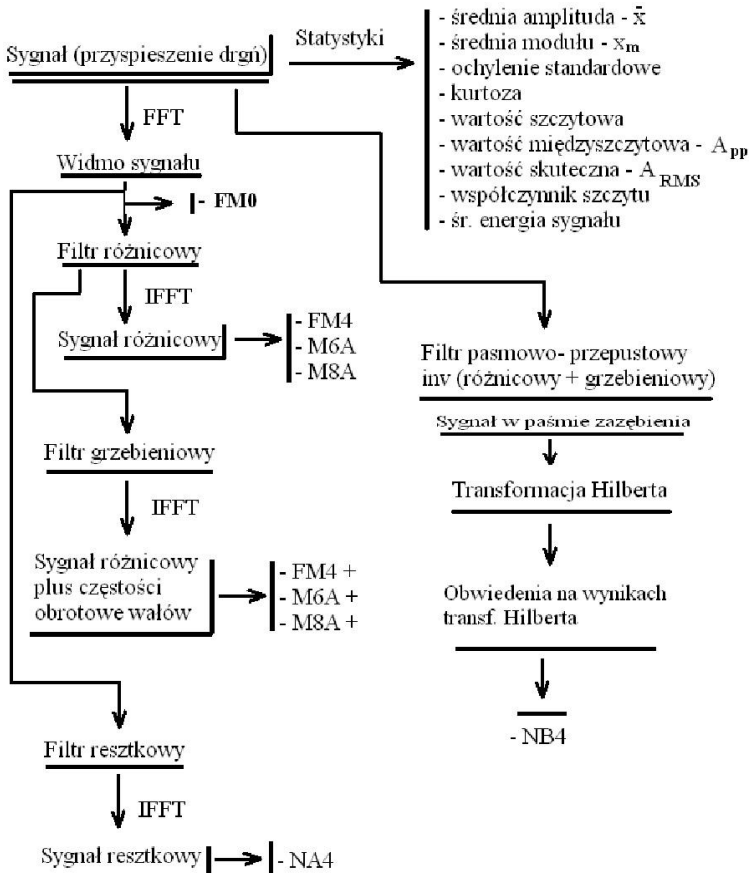 Sygnał (przyspieszenie drgń)
Statystyki
- średnia amplituda - x̄
- średnia modułu - xm
- ochylenie standardowe
- kurtoza
- wartość szczytowa
- wartość międzyszczytowa - A pp
- wartość skuteczna - A RMS
- współczynnik szczytu
- śr. energia sygnału
FFT
Widmo sygnału
- FM0
Filtr różnicowy
IFFT
Sygnał różnicowy
- FM4
- M6A
- M8A
Filtr grzebieniowy
IFFT
Sygnał różnicowy
plus częstości
obrotowe wałów
- FM4 +
- M6A +
- M8A +
Filtr resztkowy
IFFT
Sygnał resztkowy
- NA4
Filtr pasmowo- przepustowy
inv (różnicowy + grzebieniowy)
Sygnał w paśmie zazębienia
Transformacja Hilberta
Obwiedenia na wynikach
transf. Hilberta
- NB4